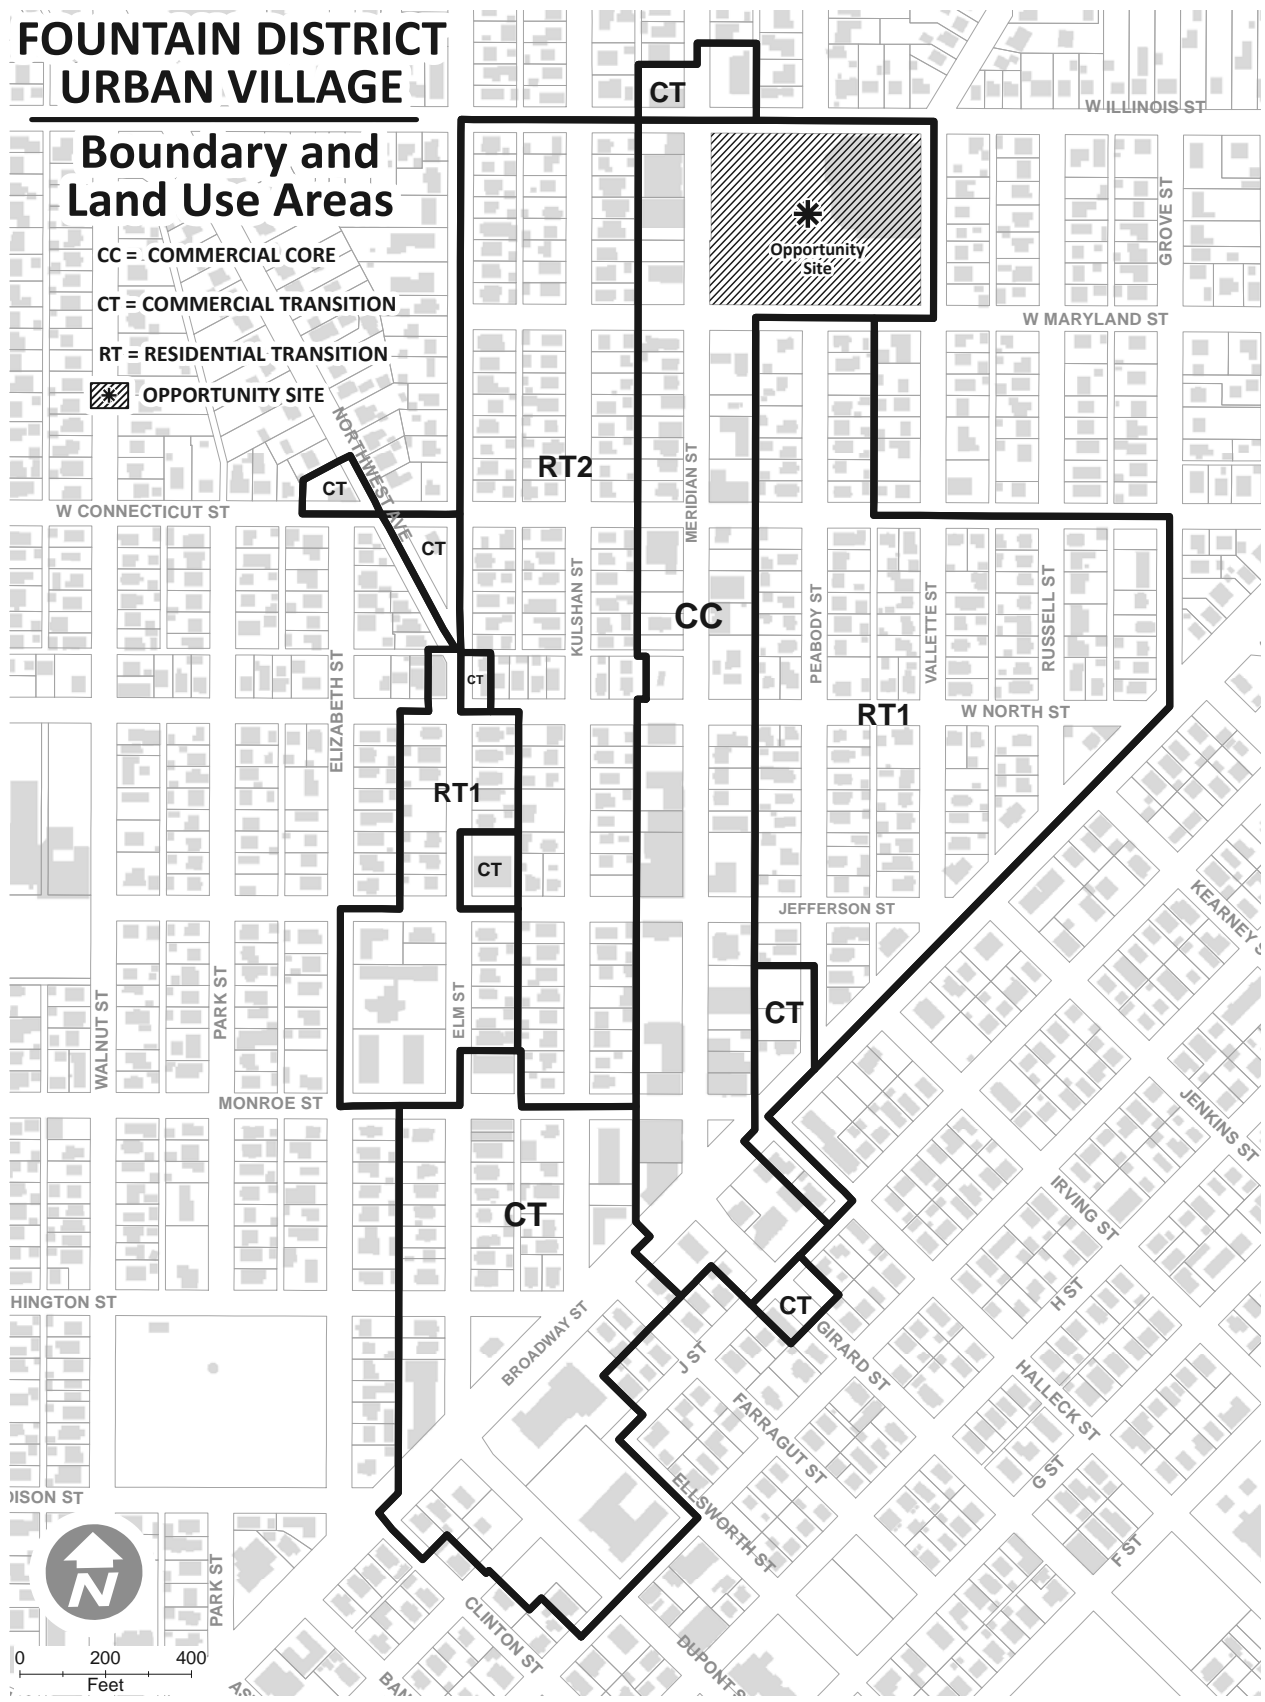 FOUNTAIN DISTRICT
URBAN VILLAGE
Boundary and
Land Use Areas
CC = COMMERCIAL CORE
CT = COMMERCIAL TRANSITION
RT = RESIDENTIAL TRANSITION
OPPORTUNITY SITE
CT
W ILLINOIS ST
GROVE ST
Opportunity
Site
W MARYLAND ST
NORTHWEST AVE
RT2
MERIDIAN ST
CT
W CONNECTICUT ST
CT
KULSHAN ST
CC
PEABODY ST
VALLETTE ST
RUSSELL ST
ELIZABETH ST
CT
RT1
W NORTH ST
RT1
CT
JEFFERSON ST
KEARNEY S
WALNUT ST
PARK ST
ELM ST
CT
MONROE ST
JENKINS ST
CT
IRVING ST
HINGTON ST
H ST
CT
GIRARD ST
BROADWAY ST
J ST
HALLECK ST
FARRAGUT ST
G ST
ELLSWORTH ST
DISON ST
F ST
N
PARK ST
CLINTON ST
DUPONT S
BAN
AS
0 200 400
Feet